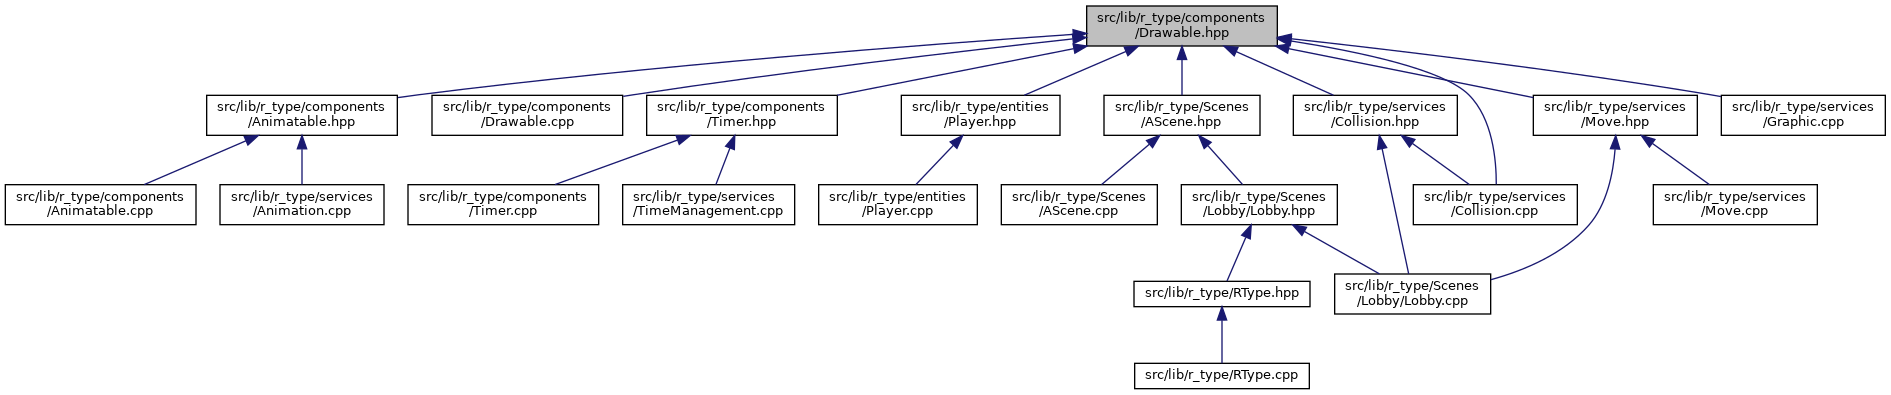 src/lib/r_type/components
/Drawable.hpp
src/lib/r_type/components
/Animatable.hpp
src/lib/r_type/components
/Drawable.cpp
src/lib/r_type/components
/Timer.hpp
src/lib/r_type/entities
/Player.hpp
src/lib/r_type/Scenes
/AScene.hpp
src/lib/r_type/services
/Collision.hpp
src/lib/r_type/services
/Move.hpp
src/lib/r_type/services
/Graphic.cpp
src/lib/r_type/components
/Animatable.cpp
src/lib/r_type/services
/Animation.cpp
src/lib/r_type/components
/Timer.cpp
src/lib/r_type/services
/TimeManagement.cpp
src/lib/r_type/entities
/Player.cpp
src/lib/r_type/Scenes
/AScene.cpp
src/lib/r_type/Scenes
/Lobby/Lobby.hpp
src/lib/r_type/services
/Collision.cpp
src/lib/r_type/services
/Move.cpp
src/lib/r_type/RType.hpp
src/lib/r_type/Scenes
/Lobby/Lobby.cpp
src/lib/r_type/RType.cpp